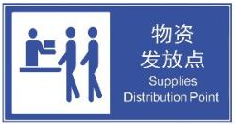 物资
发放点
Supplies
Distribution Point